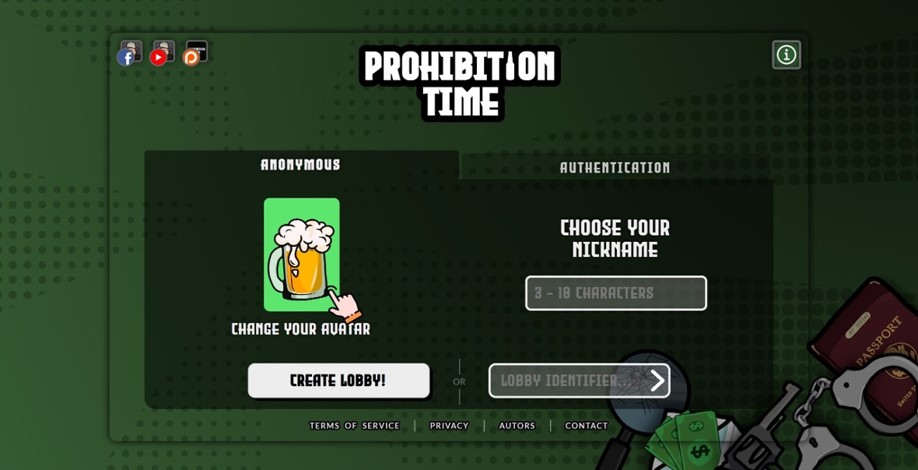 PROHIBITION
TIME
ANONYMOUS
AUTHENTICATION
CHOOSE YOUR
NICKNAME
3 - 18 CHARACTERS
CHANGE YOUR AVATAR
CREATE LOBBY!
OR
LOBBY IDENTIFIER...
TERMS OF SERVICE | PRIVACY | AUTORS | CONTACT
PASSPORT